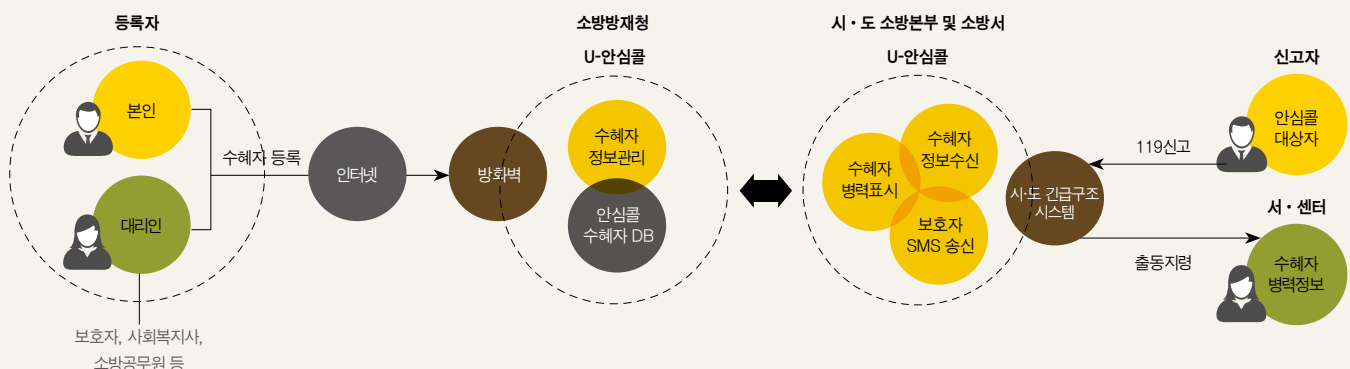 등록자
본인
대리인
보호자, 사회복지사,
소방공무원 등
수혜자 등록
인터넷
방화벽
소방방재청
U-안심콜
수혜자
정보관리
안심콜
수혜자 DB
시·도 소방본부 및 소방서
U-안심콜
수혜자
정보수신
수혜자
병력표시
보호자
SMS 송신
시·도 긴급구조
시스템
119신고
출동지령
신고자
안심콜
대상자
서·센터
수혜자
병력정보